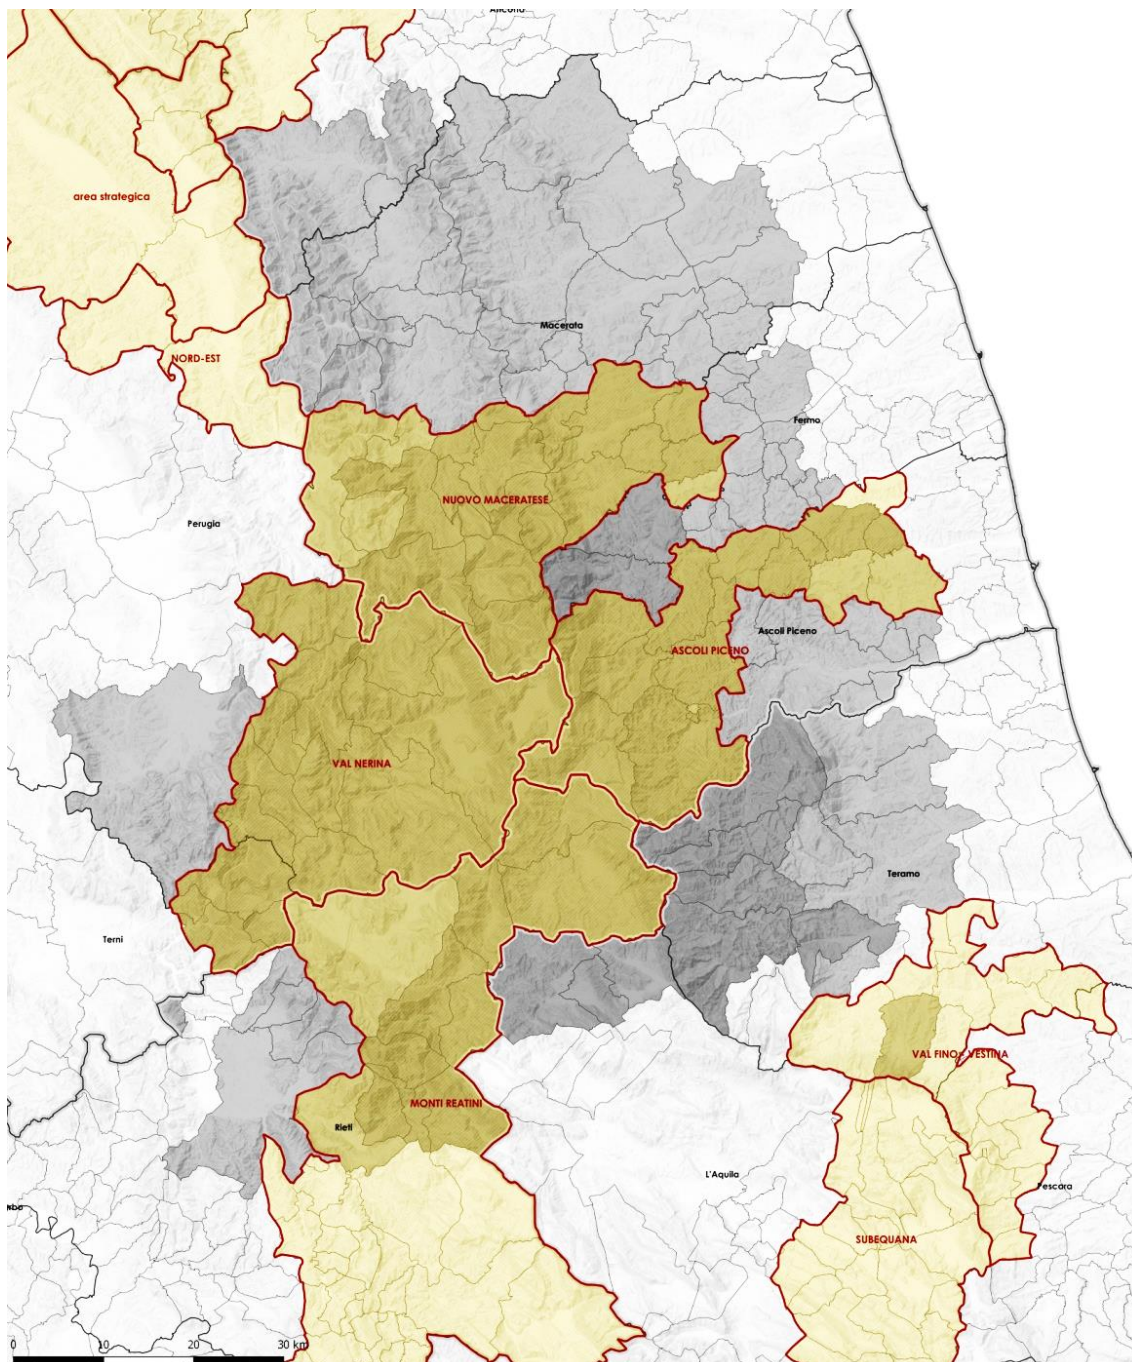 area strategica
Macerata
NORD-EST
Fermo
NUOVO MACERATESE
Perugia
Ascoli Piceno
ASCOLI PICENO
VAL NERINA
Teramo
Terni
VAL FINO - VESTINA
MONTI REATINI
Rieti
L'Aquila
Pescara
SUBEQUANA
0 10 20 30 km